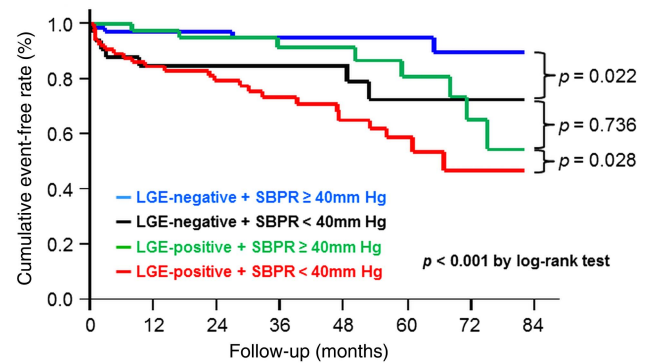 Cumulative event-free rate (%)
1.0
0.8
0.6
0.4
0.2
0.0
0 12 24 36 48 60 72 84
Follow-up (months)
LGE-negative + SBPR ≥ 40mm Hg
LGE-negative + SBPR < 40mm Hg
LGE-positive + SBPR ≥ 40mm Hg
LGE-positive + SBPR < 40mm Hg
p < 0.001 by log-rank test
p = 0.022
p = 0.736
p = 0.028